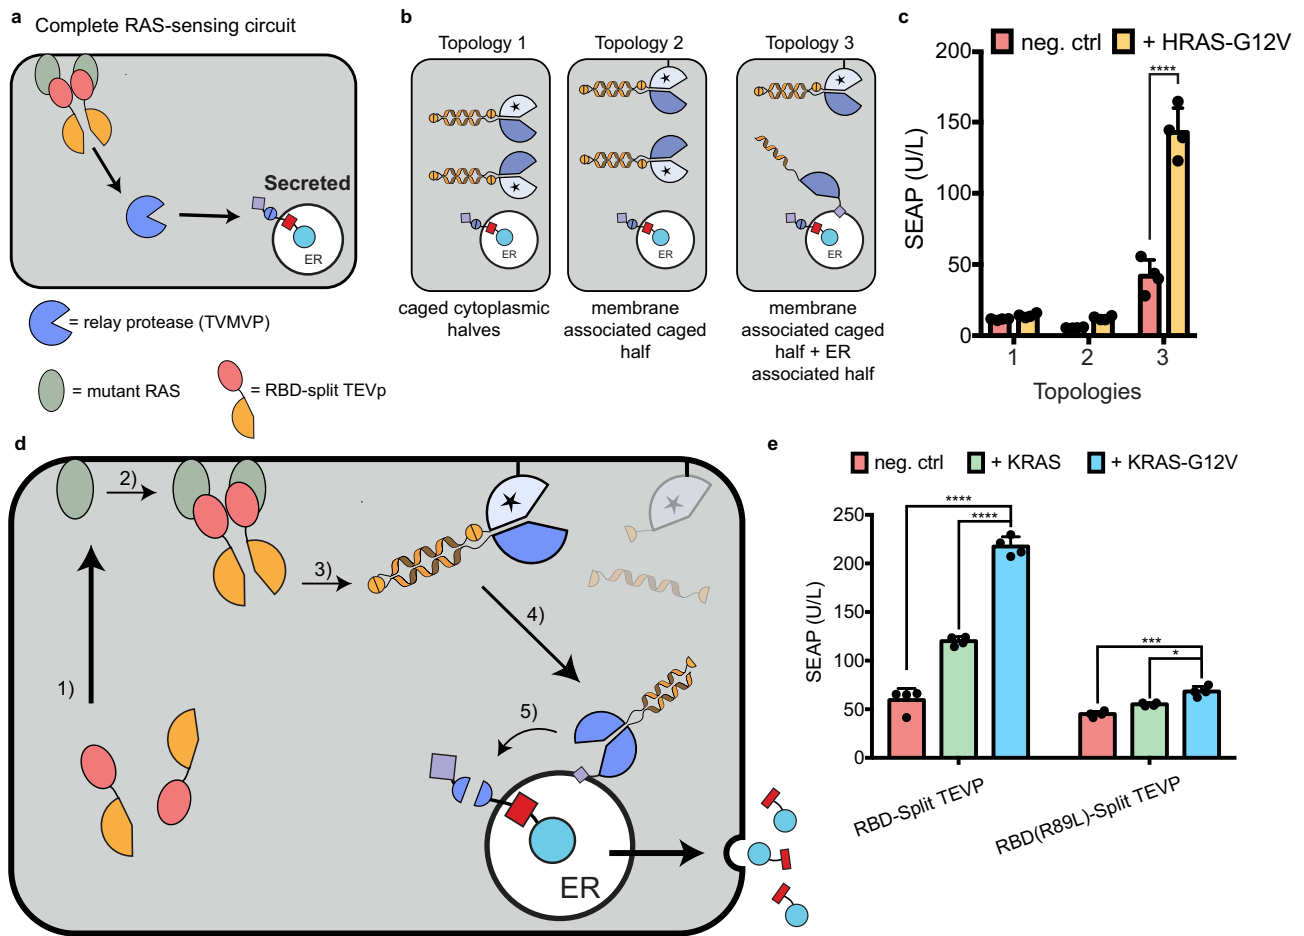 a
Complete RAS-sensing circuit
Secreted
ER
= relay protease (TVMVP)
= mutant RAS
= RBD-split TEVp
b
Topology 1
Topology 2
Topology 3
ER
ER
ER
caged cytoplasmic
halves
membrane
associated caged
half
membrane
associated caged
half + ER
associated half
c
neg. ctrl
+ HRAS-G12V
SEAP (U/L)
200
150
100
50
0
****
1
2
3
Topologies
d
1)
2)
3)
4)
5)
ER
e
neg. ctrl
+ KRAS
+ KRAS-G12V
SEAP (U/L)
250
200
150
100
50
0
****
****
***
*
RBD-Split TEVP
RBD(R89L)-Split TEVP